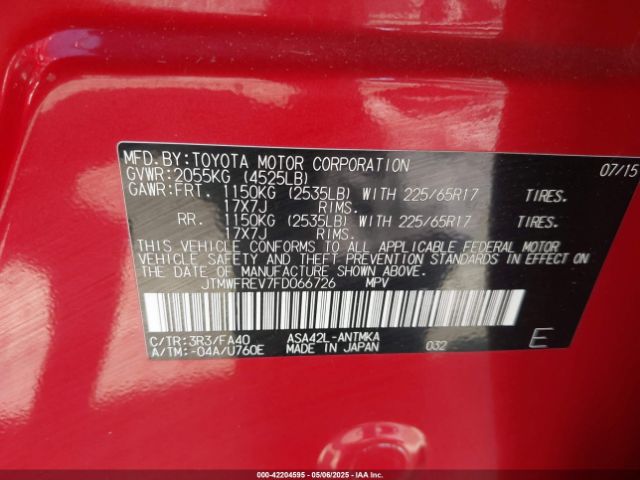 MFD.BY:TOYOTA MOTOR CORPORATION 07/15
GVWR:2055KG (4525LB)
GAWR:FRT. 1150KG (2535LB) WITH 225/65R17 TIRES.
17X7J RIMS.
RR. 1150KG (2535LB) WITH 225/65R17 TIRES.
17X7J RIMS.
THIS VEHICLE CONFORMS TO ALL APPLICABLE FEDERAL MOTOR
VEHICLE SAFETY AND THEFT PREVENTION STANDARDS IN EFFECT ON
THE DATE OF MANUFACTURE SHOWN ABOVE.
JTMWFREV7FD066726 MPV
C/TR:3R3/FA40 ASA42L-ANTMKA
A/TM:-04A/U760E MADE IN JAPAN 032 E
000-42204595 - 05/06/2025 - IAAI.COM